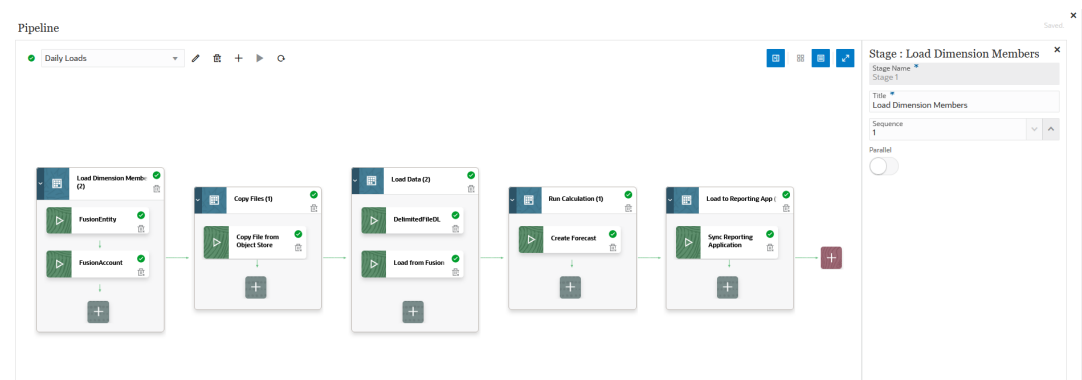 Pipeline
Saved.
Daily Loads
Load Dimension Membe
(2)
FusionEntity
FusionAccount
Copy Files (1)
Copy File from
Object Store
Load Data (2)
DelimitedFileDL
Load from Fusion
Run Calculation (1)
Create Forecast
Load to Reporting App (
Sync Reporting
Application
Stage : Load Dimension Members
Stage Name *
Stage 1
Title *
Load Dimension Members
Sequence
1
Parallel